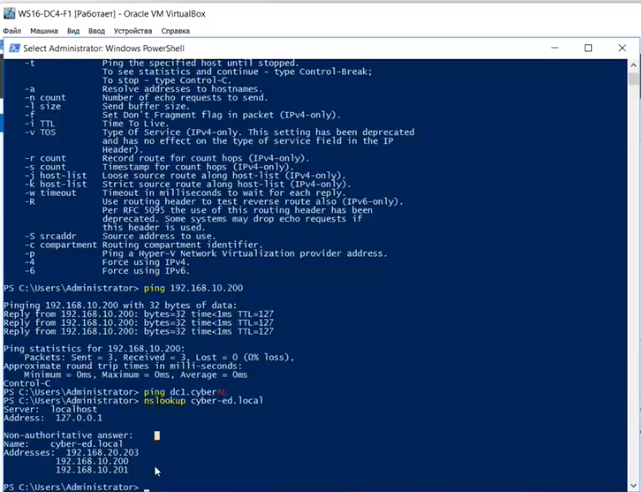 WS16-DC4-F1 [Работает] - Oracle VM VirtualBox
Файл Машина Вид Ввод Устройства Справка
Select Administrator: Windows PowerShell
-t Ping the specified host until stopped.
To see statistics and continue - type Control-Break;
To stop - type Control-C.
-a Resolve addresses to hostnames.
-n count Number of echo requests to send.
-l size Send buffer size.
-f Set Don't Fragment flag in packet (IPv4-only).
-i TTL Time To Live.
-v TOS Type Of Service (IPv4-only. This setting has been deprecated
and has no effect on the type of service field in the IP
Header).
-r count Record route for count hops (IPv4-only).
-s count Timestamp for count hops (IPv4-only).
-j host-list Loose source route along host-list (IPv4-only).
-k host-list Strict source route along host-list (IPv4-only).
-w timeout Timeout in milliseconds to wait for each reply.
-R Use routing header to test reverse route also (IPv6-only).
Per RFC 5095 the use of this routing header has been
deprecated. Some systems may drop echo requests if
this header is used.
-S srcaddr Source address to use.
-c compartment Routing compartment identifier.
-p Ping a Hyper-V Network Virtualization provider address.
-4 Force using IPv4.
-6 Force using IPv6.
PS C:\Users\Administrator> ping 192.168.10.200
Pinging 192.168.10.200 with 32 bytes of data:
Reply from 192.168.10.200: bytes=32 time<1ms TTL=127
Reply from 192.168.10.200: bytes=32 time<1ms TTL=127
Reply from 192.168.10.200: bytes=32 time<1ms TTL=127
Ping statistics for 192.168.10.200:
Packets: Sent = 3, Received = 3, Lost = 0 (0% loss),
Approximate round trip times in milli-seconds:
Minimum = 0ms, Maximum = 0ms, Average = 0ms
Control-C
PS C:\Users\Administrator> ping dc1.cyber
PS C:\Users\Administrator> nslookup cyber-ed.local
Server: localhost
Address: 127.0.0.1
Non-authoritative answer:
Name: cyber-ed.local
Addresses: 192.168.20.203
192.168.10.200
192.168.10.201
PS C:\Users\Administrator>